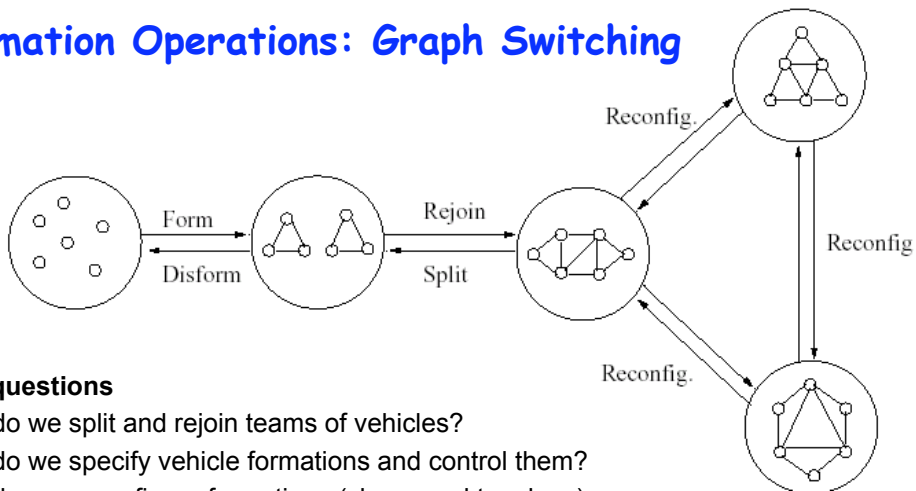 mation Operations: Graph Switching
Reconfig.
Form
Rejoin
Reconfig
Disform
Split
Reconfig.
questions
do we split and rejoin teams of vehicles?
do we specify vehicle formations and control them?